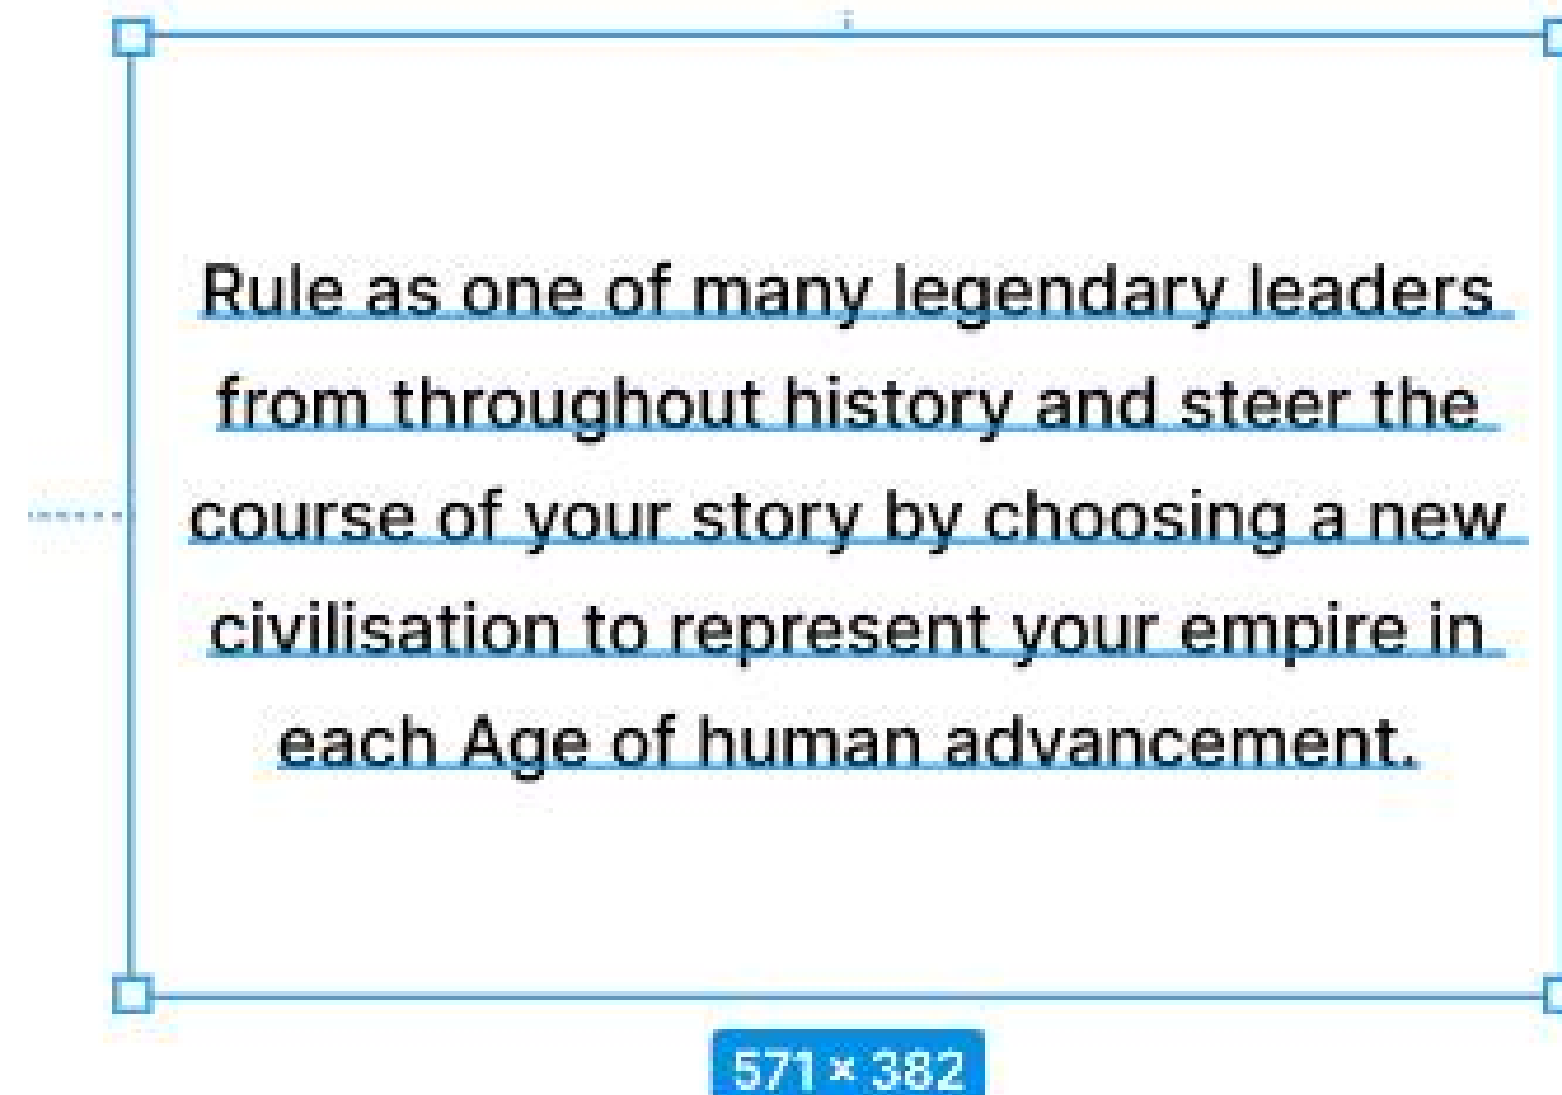 Rule as one of many legendary leaders
from throughout history and steer the
course of your story by choosing a new
civilisation to represent your empire in
each Age of human advancement.
571 × 382